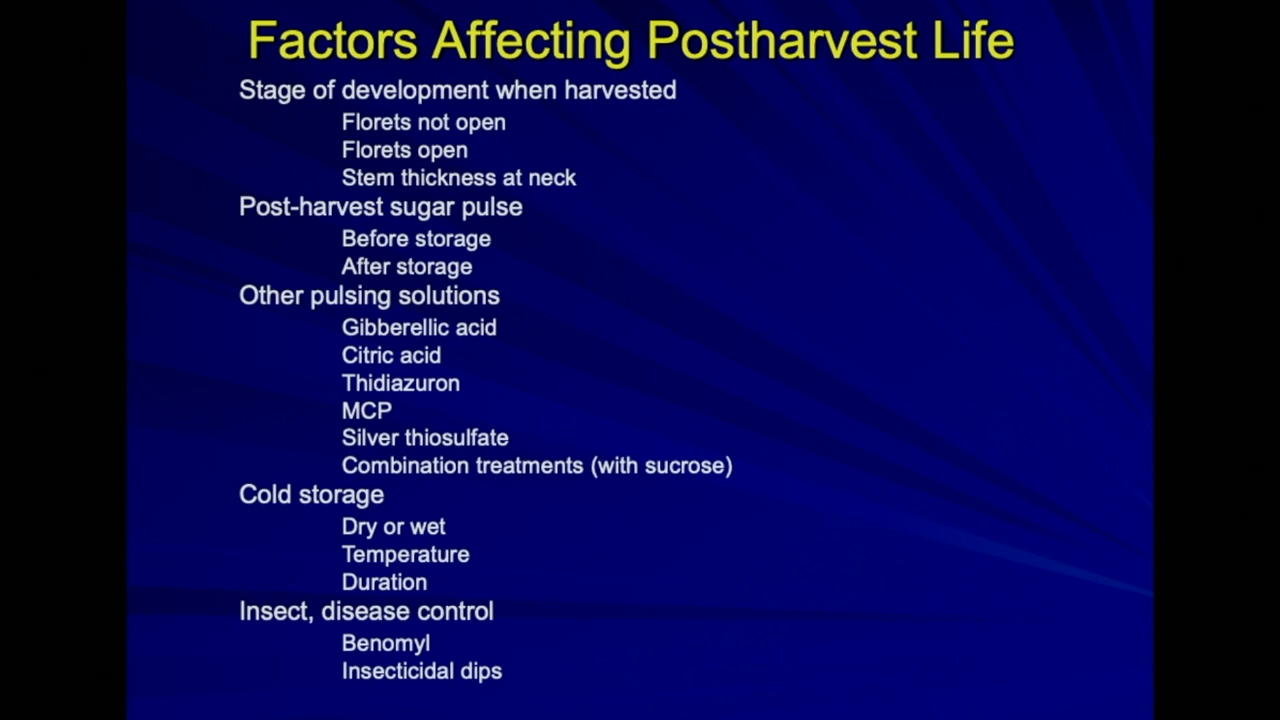 Factors Affecting Postharvest Life
Stage of development when harvested
Florets not open
Florets open
Stem thickness at neck
Post-harvest sugar pulse
Before storage
After storage
Other pulsing solutions
Gibberellic acid
Citric acid
Thidiazuron
MCP
Silver thiosulfate
Combination treatments (with sucrose)
Cold storage
Dry or wet
Temperature
Duration
Insect, disease control
Benomyl
Insecticidal dips